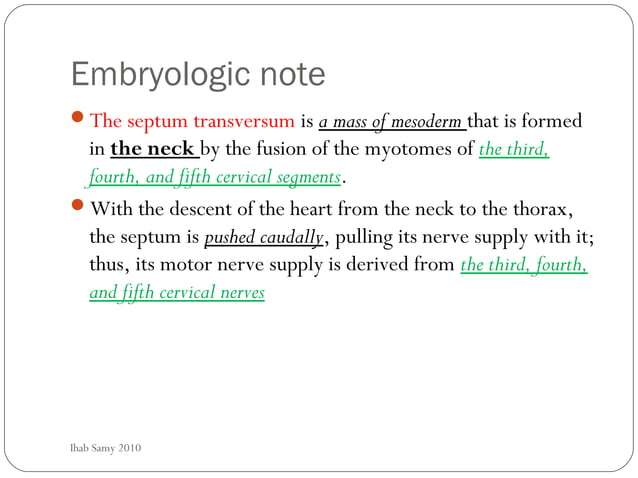 Embryologic note
The septum transversum is a mass of mesoderm that is formed
in the neck by the fusion of the myotomes of the third,
fourth, and fifth cervical segments.
With the descent of the heart from the neck to the thorax,
the septum is pushed caudally, pulling its nerve supply with it;
thus, its motor nerve supply is derived from the third, fourth,
and fifth cervical nerves
Ihab Samy 2010